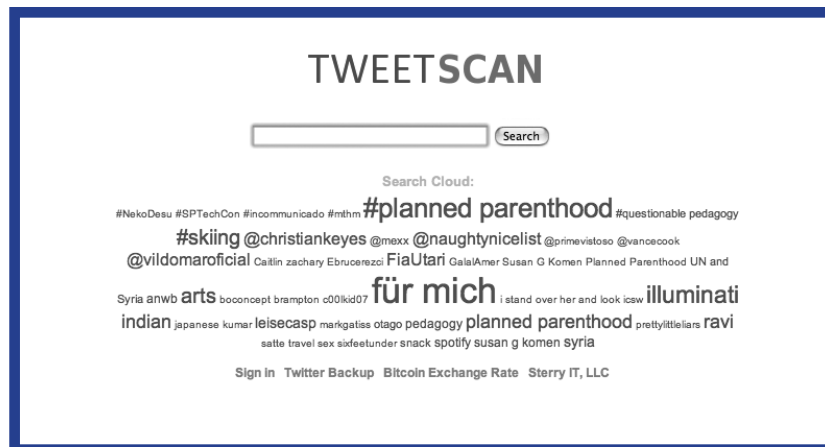 TWEETSCAN
Search
Search Cloud:
#NekoDesu #SPTechCon #incommunicado #mthm #planned parenthood #questionable pedagogy
#skiing @christiankeyes @mexx @naughtynicelist @primevistoso @vancecook
@vildomaroficial Caitlin zachary Ebrucerezci FiaUtari GalalAmer Susan G Komen Planned Parenthood UN and
Syria anwb arts boconcept brampton c00lkid07 für mich i stand over her and look icsw illuminati
indian japanese kumar leisecasp markgatiss otago pedagogy planned parenthood prettylittleliars ravi
satte travel sex sixfeetunder snack spotify susan g komen syria
Sign in Twitter Backup Bitcoin Exchange Rate Sterry IT, LLC